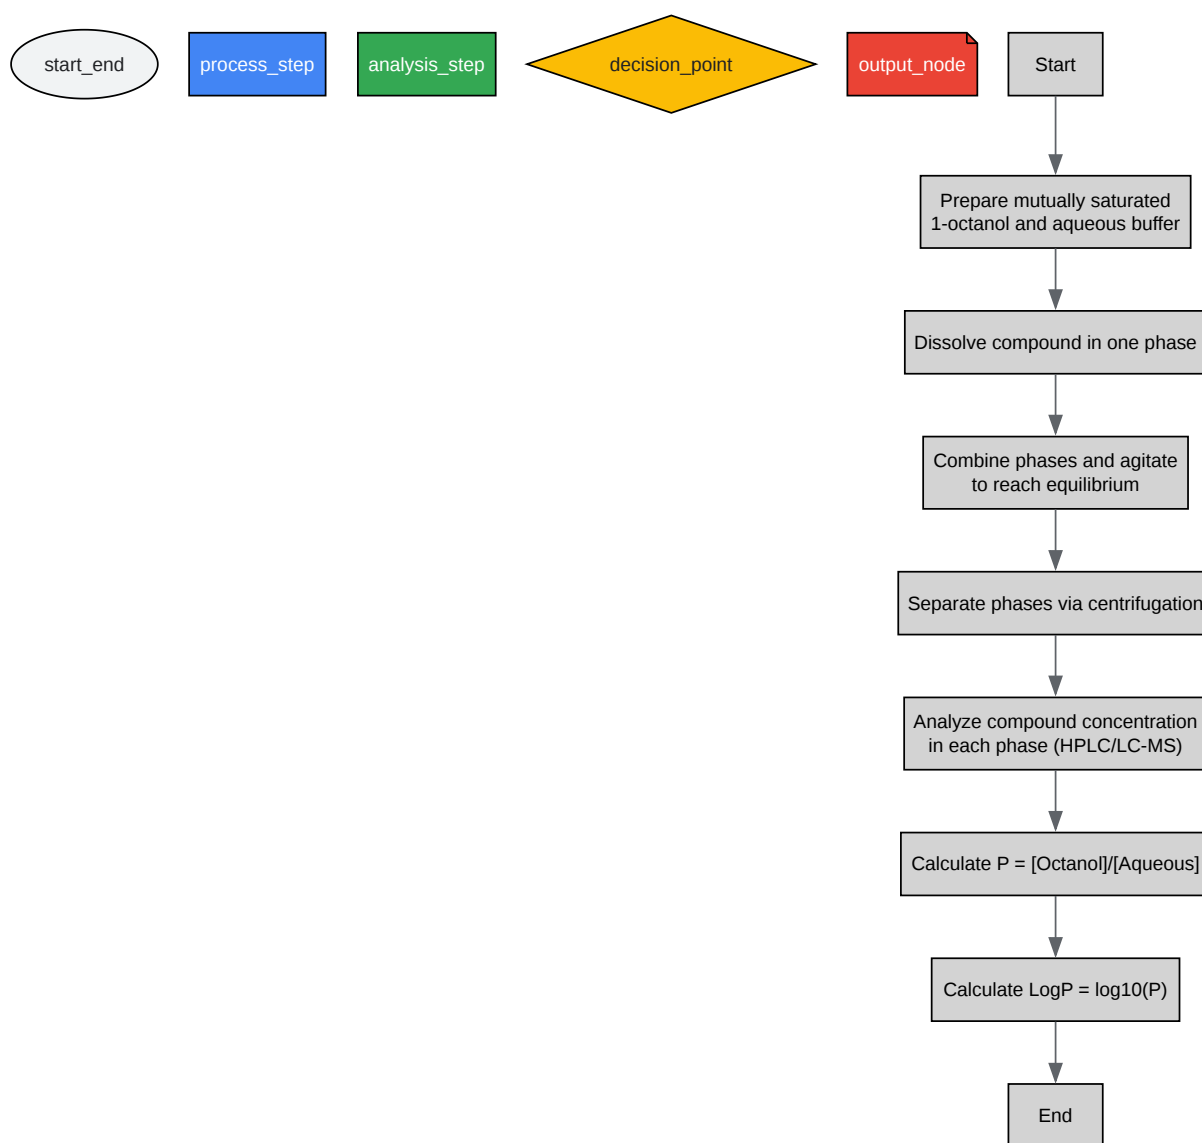 start_end
process_step
analysis_step
decision_point
output_node
Start
Prepare mutually saturated
1-octanol and aqueous buffer
Dissolve compound in one phase
Combine phases and agitate
to reach equilibrium
Separate phases via centrifugation
Analyze compound concentration
in each phase (HPLC/LC-MS)
Calculate P = [Octanol]/[Aqueous]
Calculate LogP = log10(P)
End